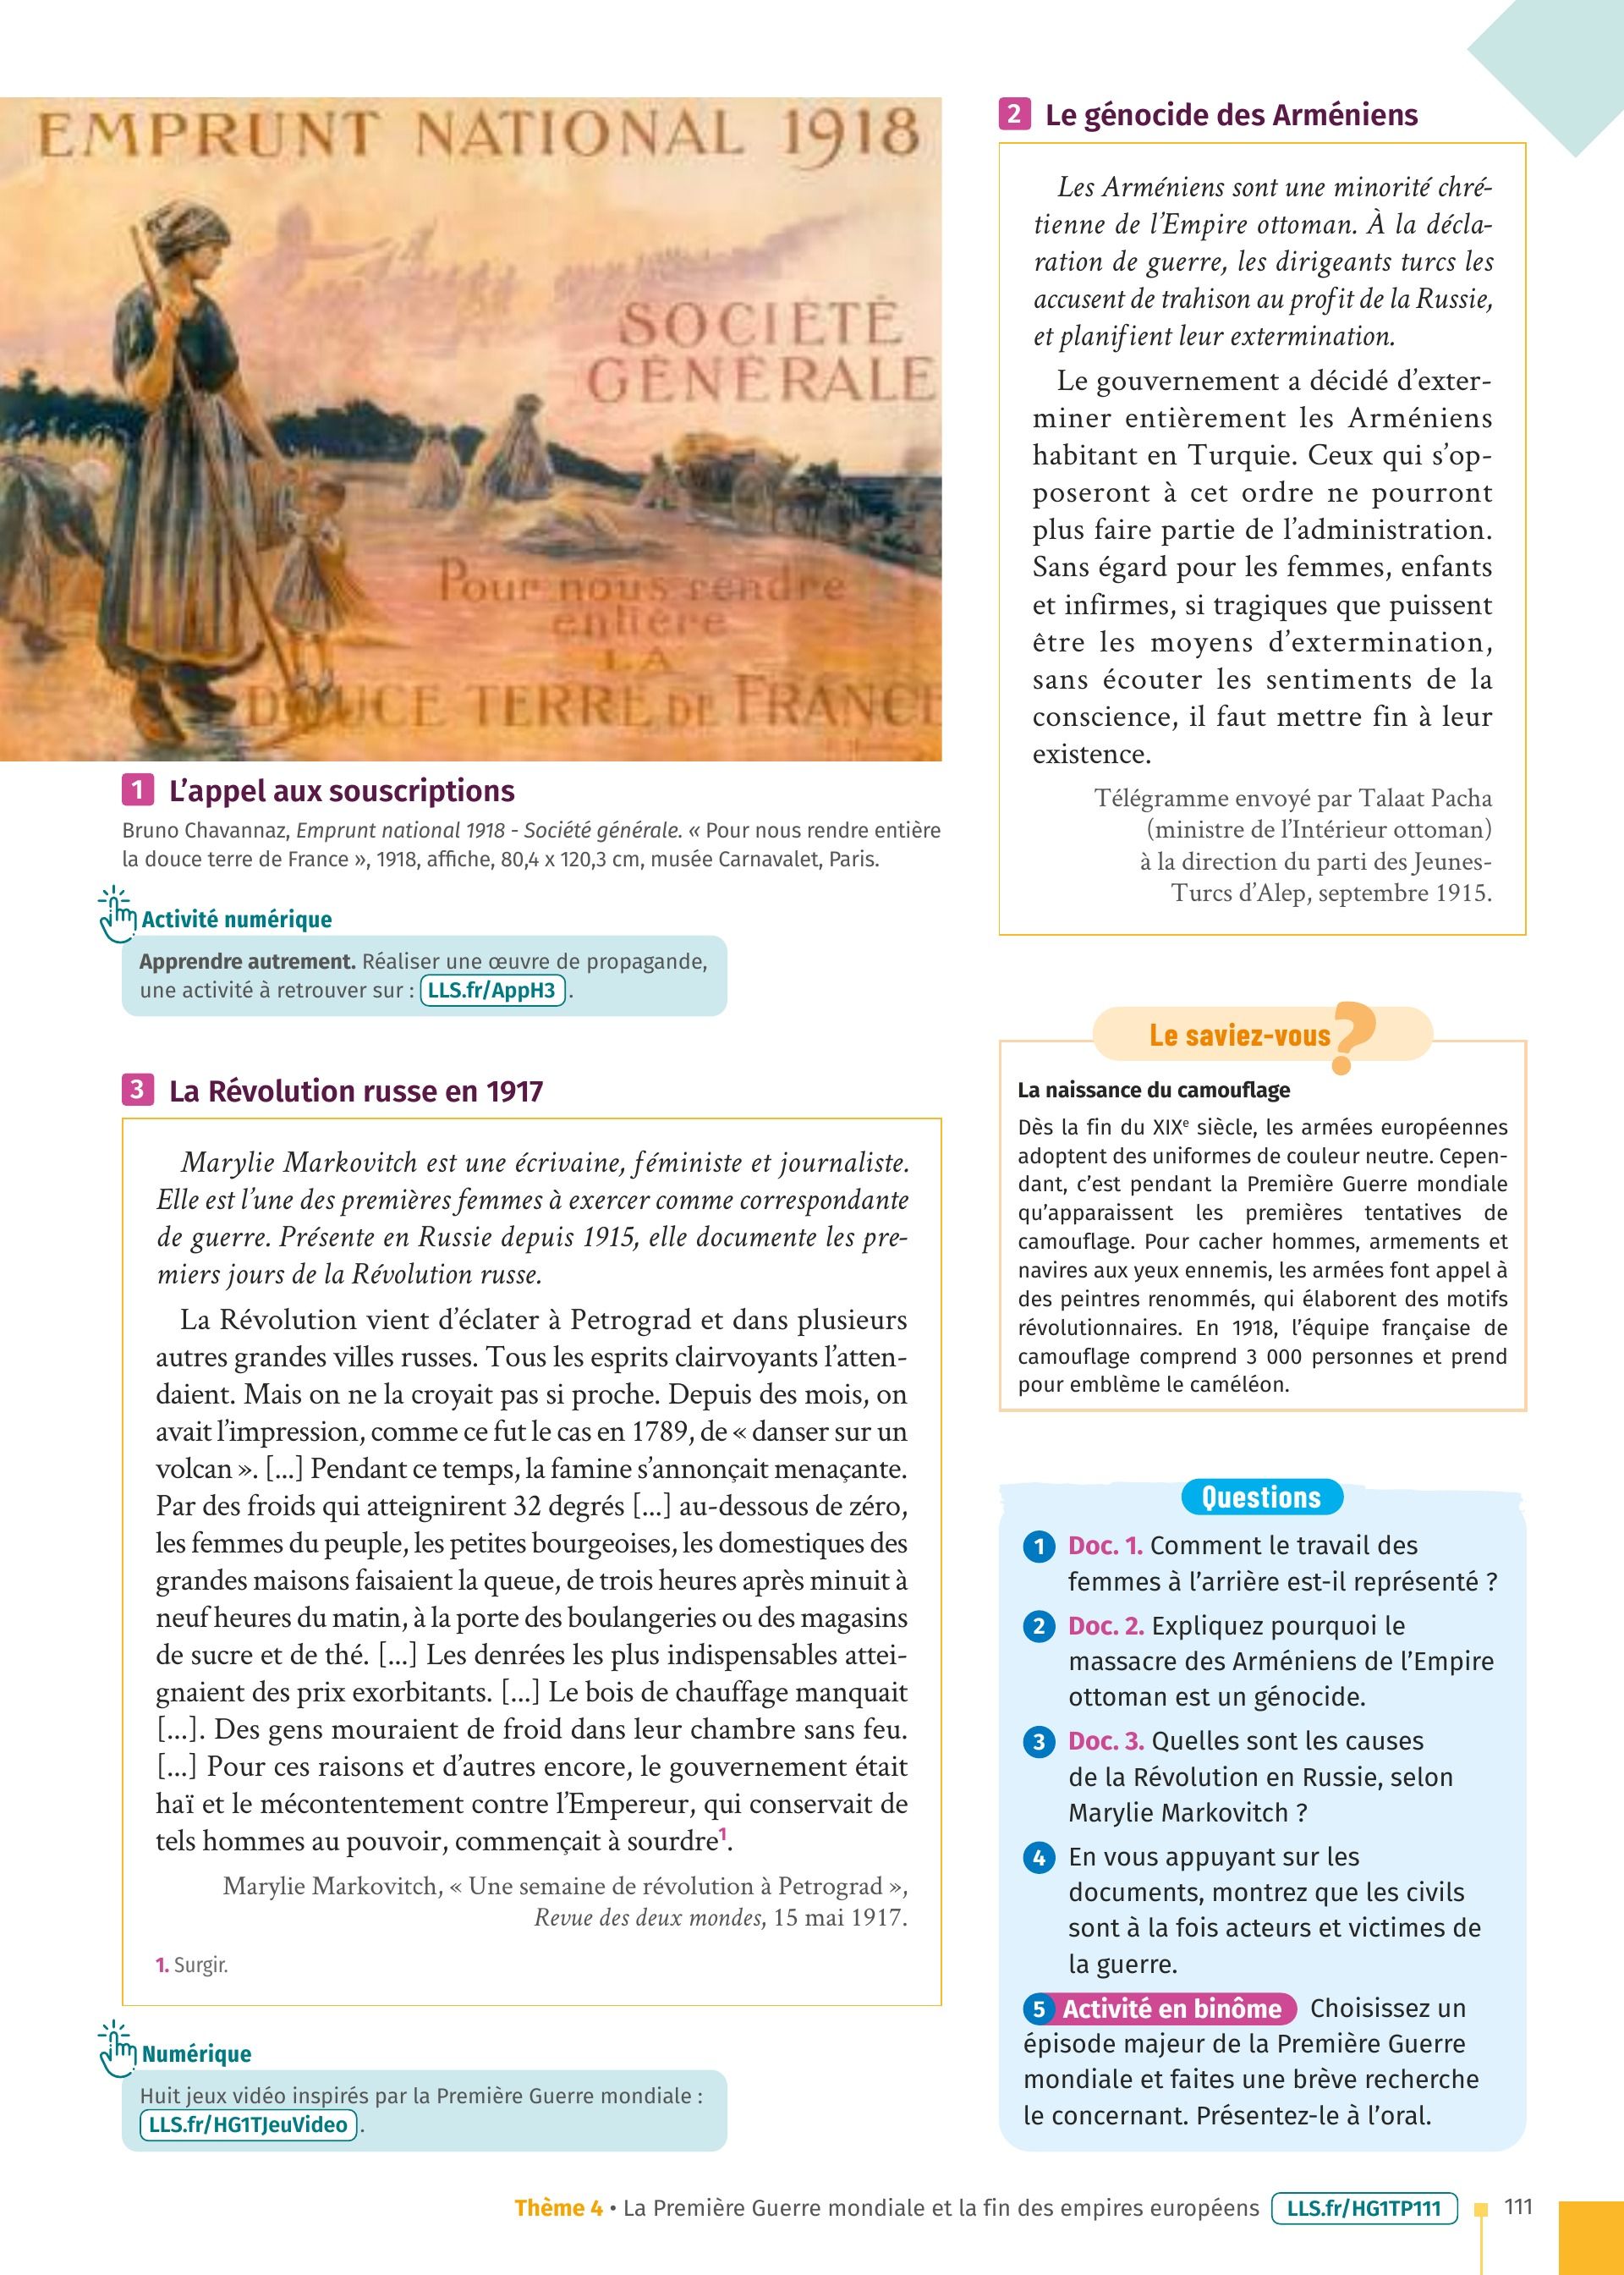 EMPRUNT NATIONAL 1918
SOCIÉTÉ
GÉNÉRALE
Pour nous rendre
entière
LA
DOUCE TERRE DE FRANCE
1 L'appel aux souscriptions
Bruno Chavannaz, Emprunt national 1918 - Société générale. « Pour nous rendre entière
la douce terre de France », 1918, affiche, 80,4 x 120,3 cm, musée Carnavalet, Paris.
Activité numérique
Apprendre autrement. Réaliser une œuvre de propagande,
une activité à retrouver sur : LLS.fr/AppH3 .
2 Le génocide des Arméniens
Les Arméniens sont une minorité chré-
tienne de l'Empire ottoman. À la décla-
ration de guerre, les dirigeants turcs les
accusent de trahison au profit de la Russie,
et planifient leur extermination.
Le gouvernement a décidé d'exter-
miner entièrement les Arméniens
habitant en Turquie. Ceux qui s'op-
poseront à cet ordre ne pourront
plus faire partie de l'administration.
Sans égard pour les femmes, enfants
et infirmes, si tragiques que puissent
être les moyens d'extermination,
sans écouter les sentiments de la
conscience, il faut mettre fin à leur
existence.
Télégramme envoyé par Talaat Pacha
(ministre de l'Intérieur ottoman)
à la direction du parti des Jeunes-
Turcs d'Alep, septembre 1915.
3 La Révolution russe en 1917
Marylie Markovitch est une écrivaine, féministe et journaliste.
Elle est l'une des premières femmes à exercer comme correspondante
de guerre. Présente en Russie depuis 1915, elle documente les pre-
miers jours de la Révolution russe.
La Révolution vient d'éclater à Petrograd et dans plusieurs
autres grandes villes russes. Tous les esprits clairvoyants l'atten-
daient. Mais on ne la croyait pas si proche. Depuis des mois, on
avait l'impression, comme ce fut le cas en 1789, de « danser sur un
volcan ». [...] Pendant ce temps, la famine s'annonçait menaçante.
Par des froids qui atteignirent 32 degrés [...] au-dessous de zéro,
les femmes du peuple, les petites bourgeoises, les domestiques des
grandes maisons faisaient la queue, de trois heures après minuit à
neuf heures du matin, à la porte des boulangeries ou des magasins
de sucre et de thé. [...] Les denrées les plus indispensables attei-
gnaient des prix exorbitants. [...] Le bois de chauffage manquait
[...]. Des gens mouraient de froid dans leur chambre sans feu.
[...] Pour ces raisons et d'autres encore, le gouvernement était
haï et le mécontentement contre l'Empereur, qui conservait de
tels hommes au pouvoir, commençait à sourdre1.
Marylie Markovitch, « Une semaine de révolution à Petrograd »,
Revue des deux mondes, 15 mai 1917.
1. Surgir.
Numérique
Huit jeux vidéo inspirés par la Première Guerre mondiale :
LLS.fr/HG1TJeuVideo .
Le saviez-vous ?
La naissance du camouflage
Dès la fin du XIXe siècle, les armées européennes
adoptent des uniformes de couleur neutre. Cepen-
dant, c'est pendant la Première Guerre mondiale
qu'apparaissent les premières tentatives de
camouflage. Pour cacher hommes, armements et
navires aux yeux ennemis, les armées font appel à
des peintres renommés, qui élaborent des motifs
révolutionnaires. En 1918, l'équipe française de
camouflage comprend 3 000 personnes et prend
pour emblème le caméléon.
Questions
1 Doc. 1. Comment le travail des
femmes à l'arrière est-il représenté ?
2 Doc. 2. Expliquez pourquoi le
massacre des Arméniens de l'Empire
ottoman est un génocide.
3 Doc. 3. Quelles sont les causes
de la Révolution en Russie, selon
Marylie Markovitch ?
4 En vous appuyant sur les
documents, montrez que les civils
sont à la fois acteurs et victimes de
la guerre.
5 Activité en binôme Choisissez un
épisode majeur de la Première Guerre
mondiale et faites une brève recherche
le concernant. Présentez-le à l'oral.
Thème 4 • La Première Guerre mondiale et la fin des empires européens LLS.fr/HG1TP111 111